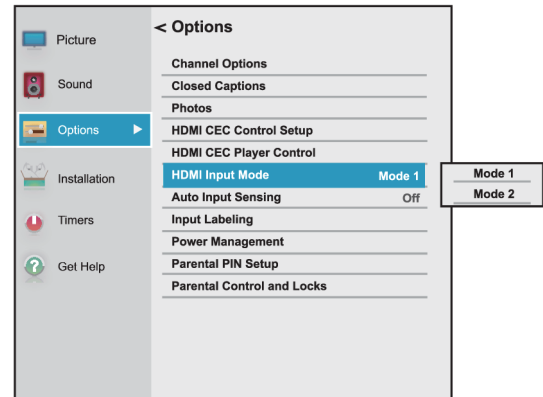 Picture
Sound
Options
Installation
Timers
Get Help
< Options
Channel Options
Closed Captions
Photos
HDMI CEC Control Setup
HDMI CEC Player Control
HDMI Input Mode Mode 1
Auto Input Sensing Off
Input Labeling
Power Management
Parental PIN Setup
Parental Control and Locks
Mode 1
Mode 2